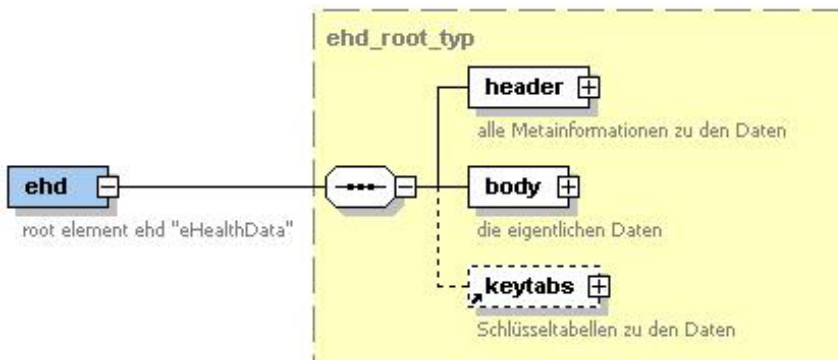 ehd_root_typ
header
alle Metainformationen zu den Daten
ehd
root element ehd "eHealthData"
body
die eigentlichen Daten
keytabs
Schlüsseltabellen zu den Daten